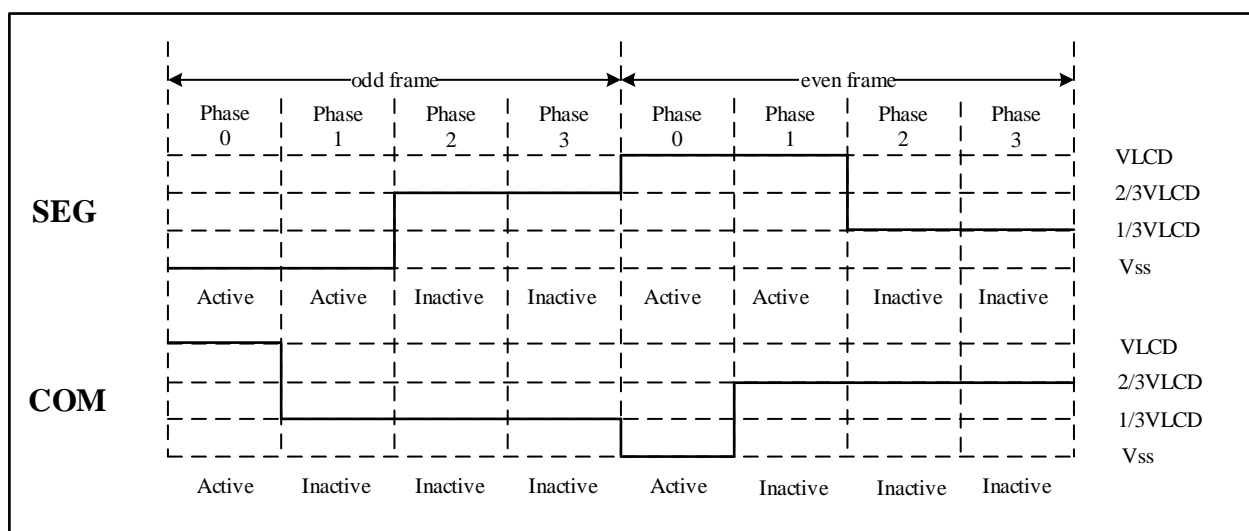 odd frame even frame
Phase Phase Phase Phase Phase Phase Phase Phase
0 1 2 3 0 1 2 3
VLCD
2/3VLCD
SEG
1/3VLCD
Vss
Active Active Inactive Inactive Active Active Inactive Inactive
VLCD
2/3VLCD
COM
1/3VLCD
Vss
Active Inactive Inactive Inactive Active Inactive Inactive Inactive